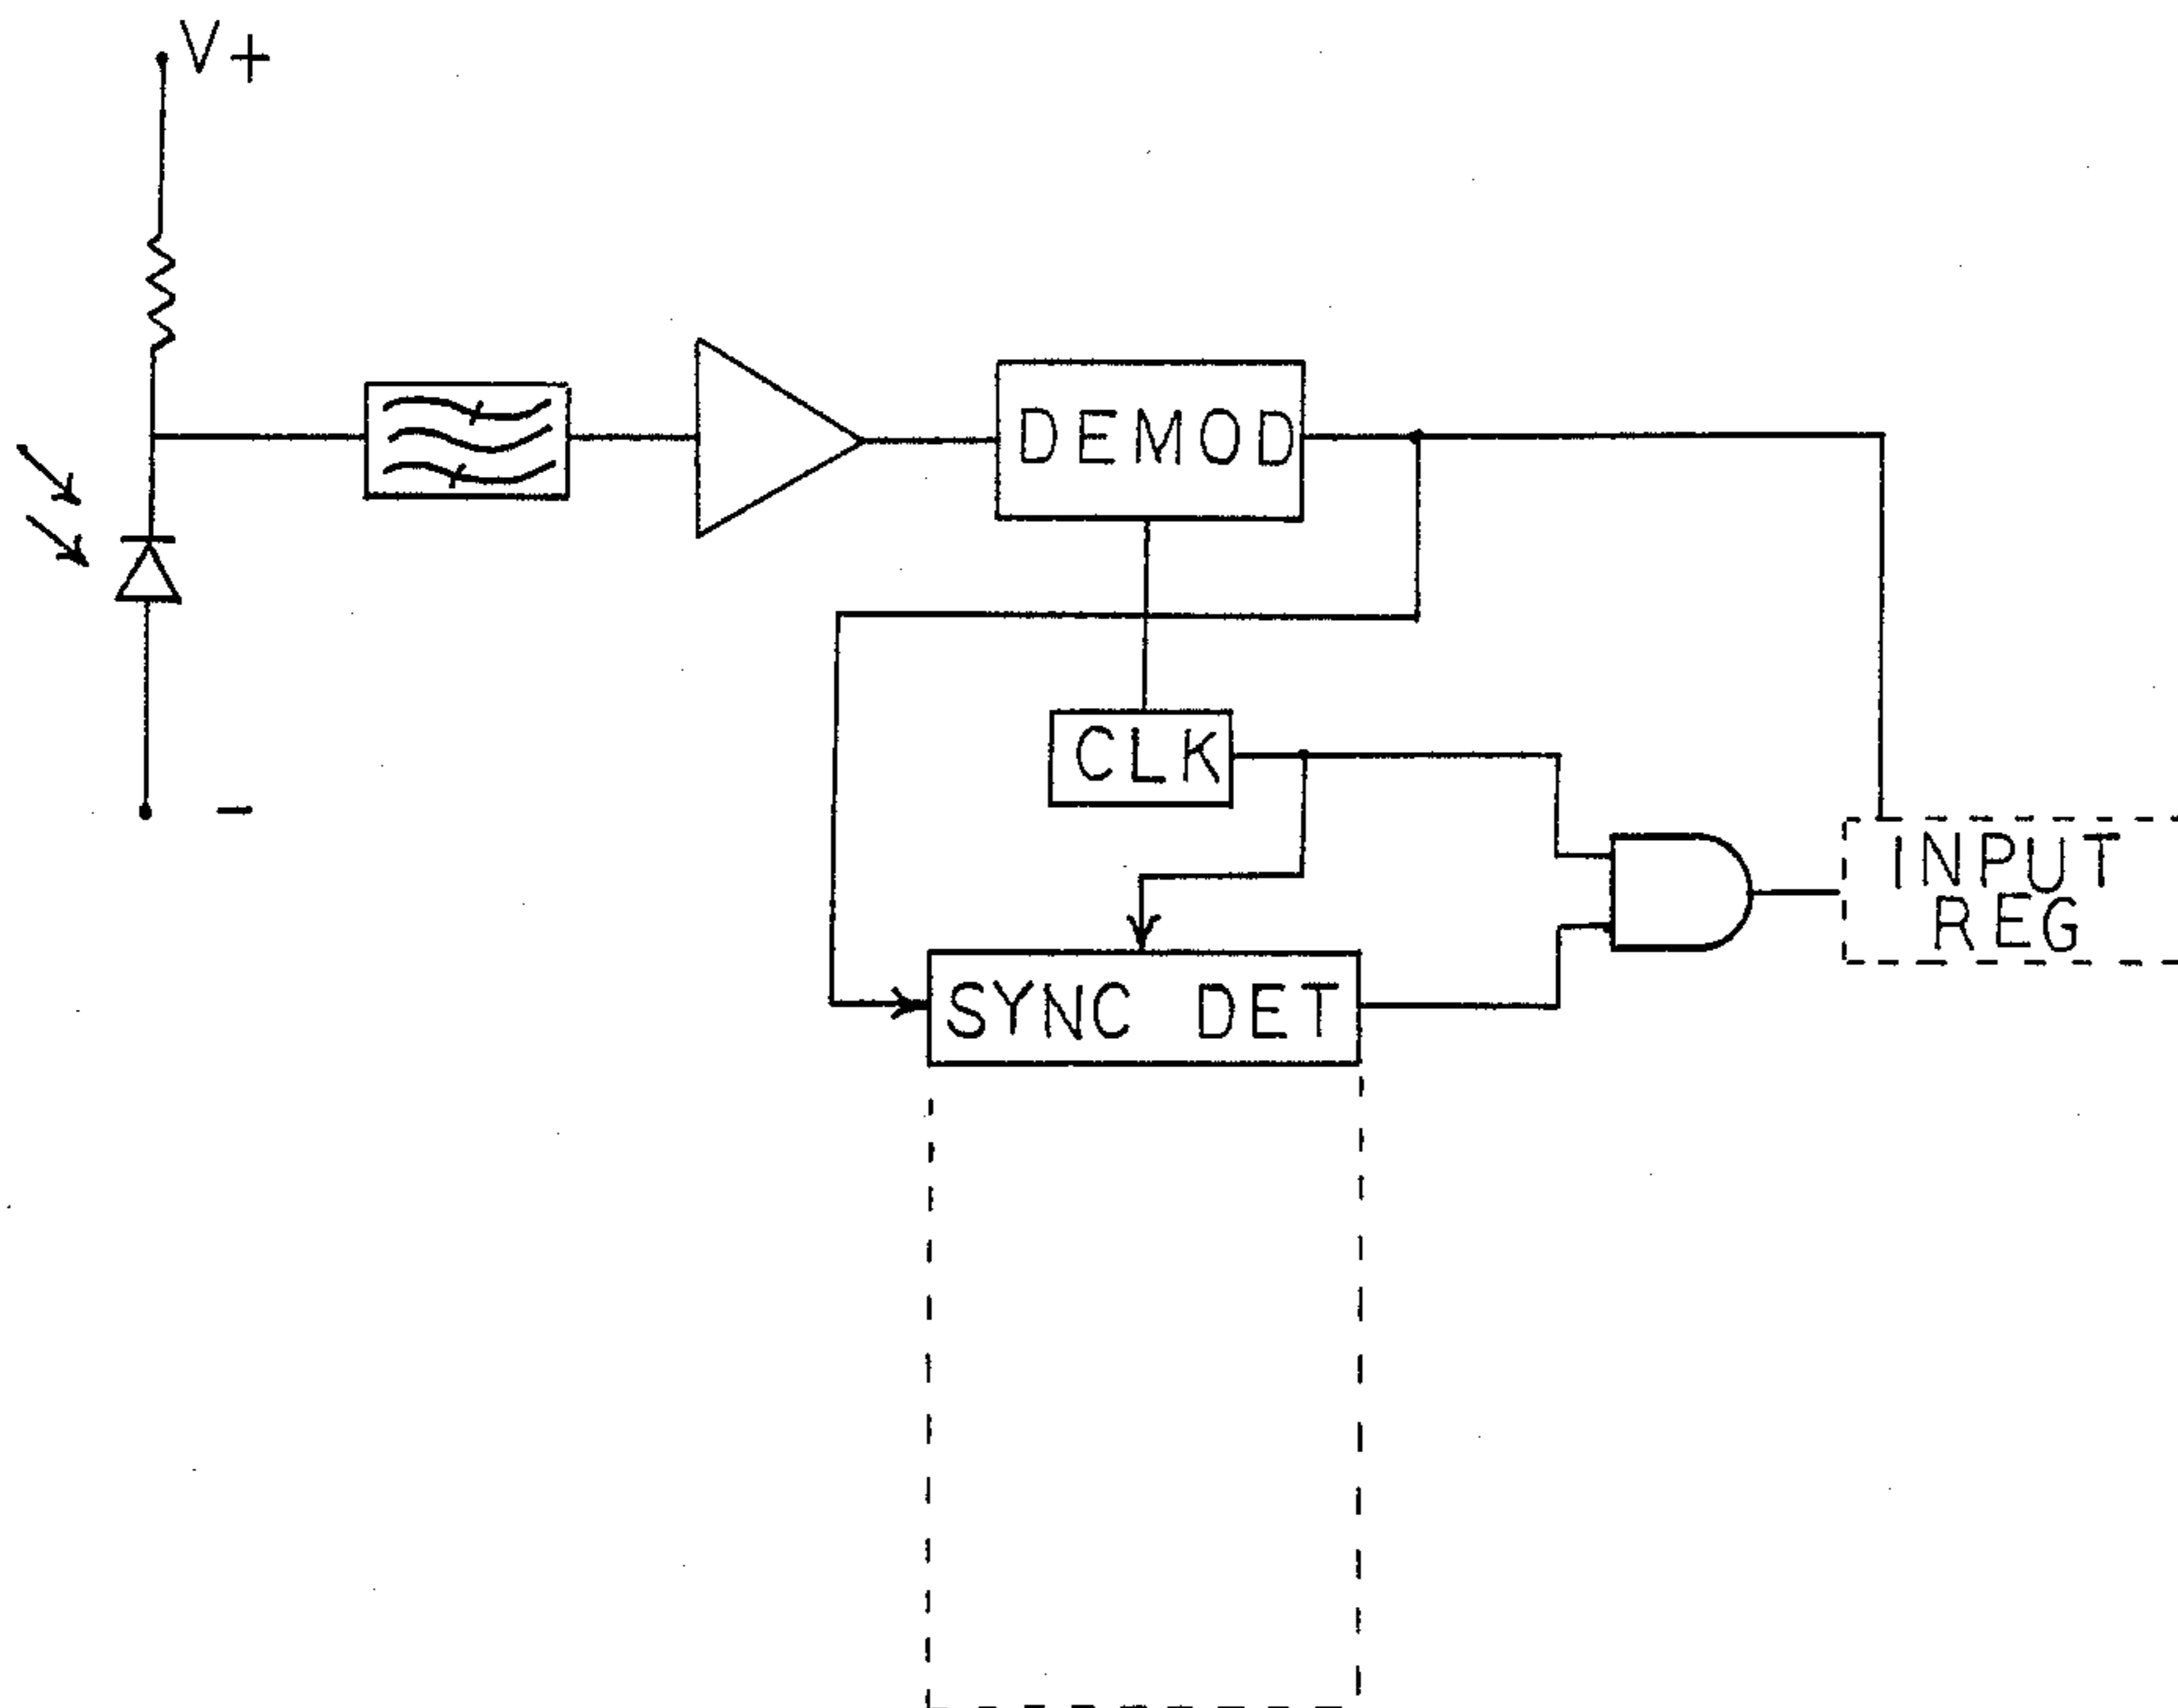 V+
DEMOD
CLK
-
INPUT
REG
SYNC DET